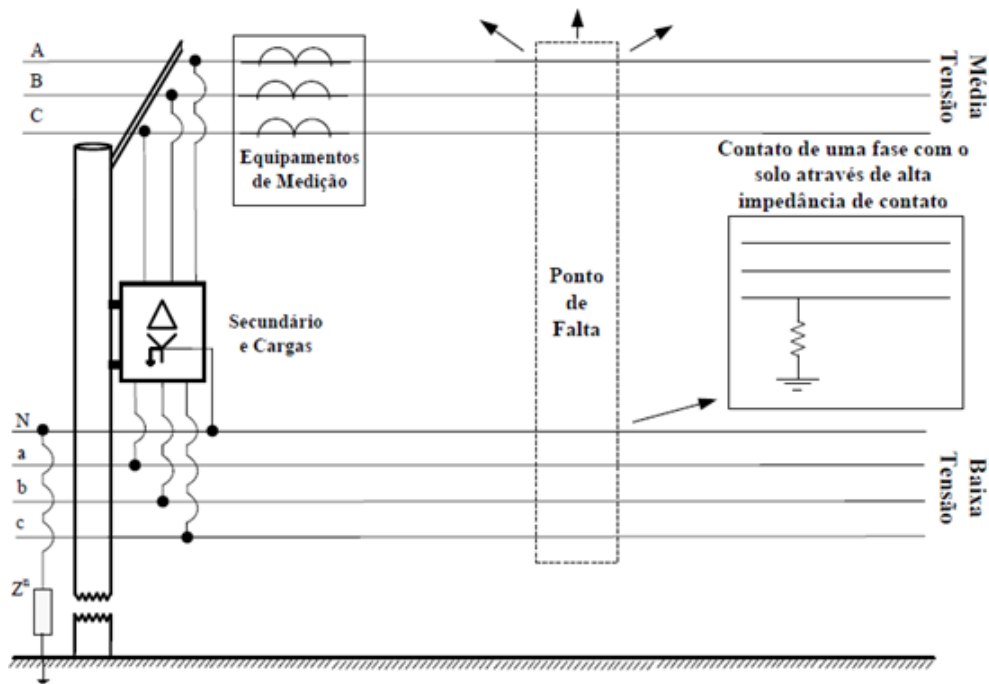 A
B
C
Equipamentos
de Medição
Média
Tensão
Contato de uma fase com o
solo através de alta
impedância de contato
Ponto
de
Falta
Secundário
e Cargas
N
a
b
c
Baixa
Tensão
Zⁿ